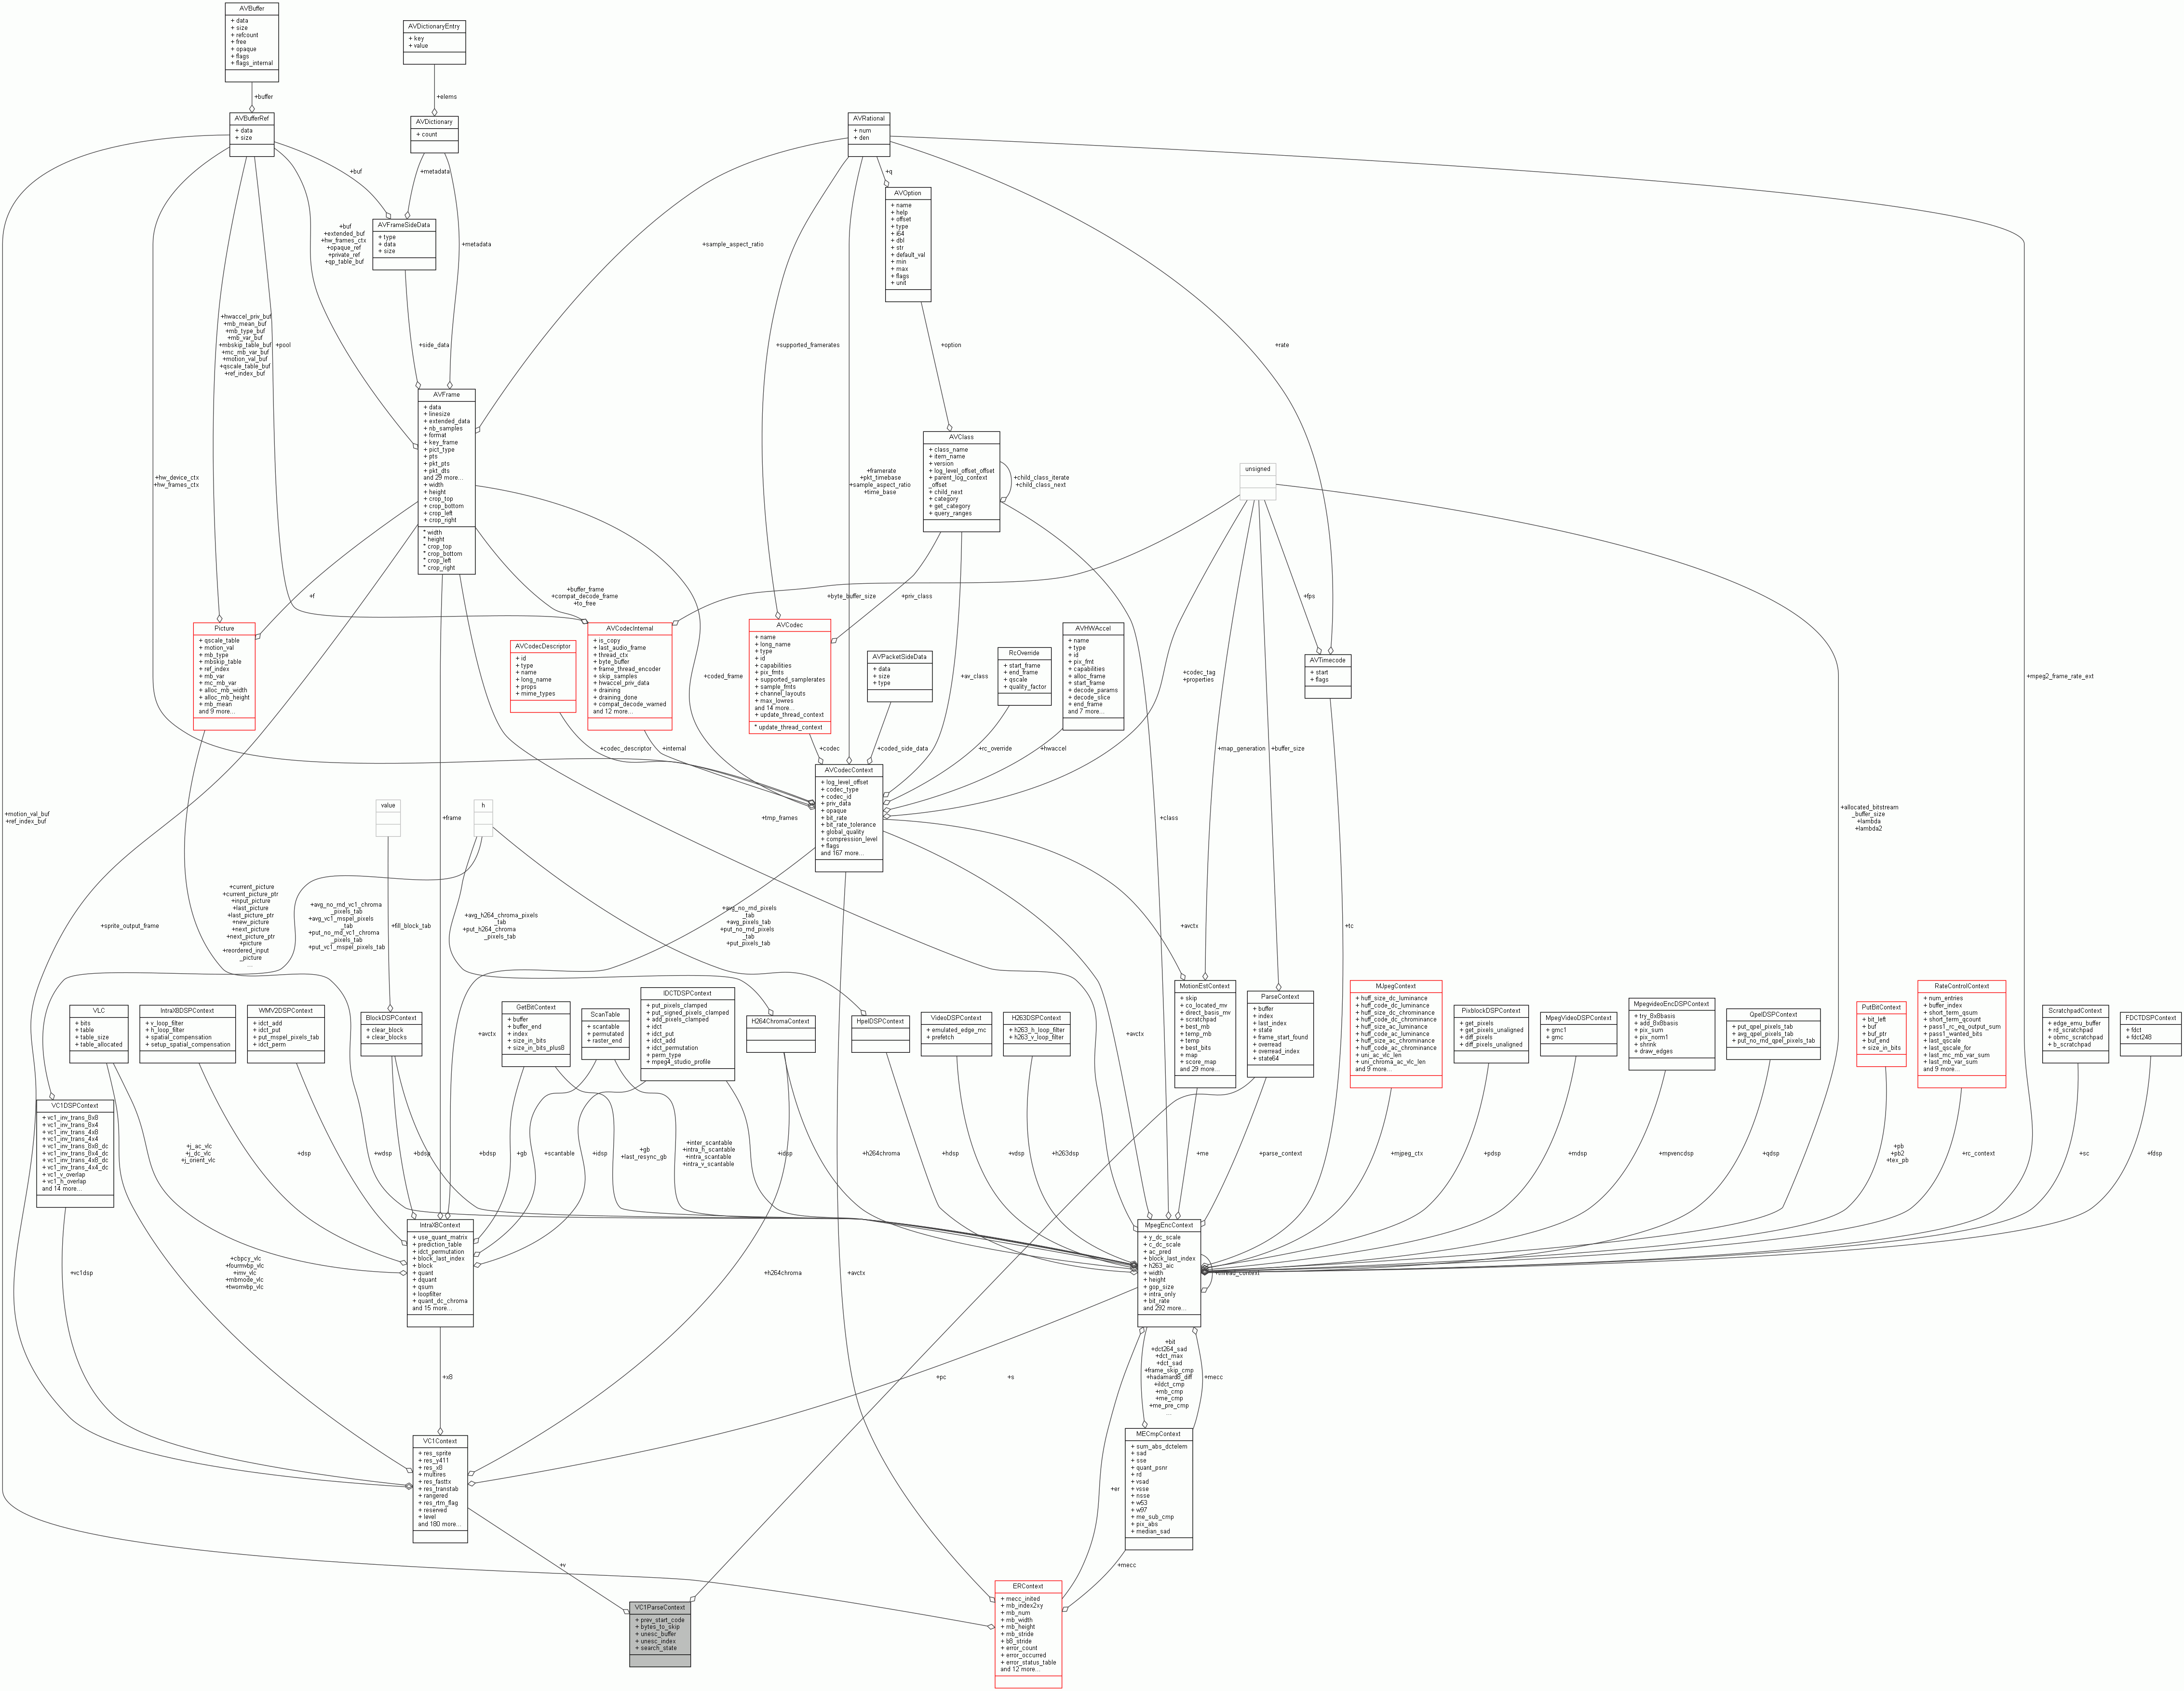 AVBuffer
+ data
+ size
+ refcount
+ free
+ opaque
+ flags
+ flags_internal
AVDictionaryEntry
+ key
+ value
+buffer
+elems
AVBufferRef
+ data
+ size
AVDictionary
+ count
AVRational
+ num
+ den
+buf
+metadata
+q
AVOption
+ name
+ help
+ offset
+ type
+ i64
+ dbl
+ str
+ default_val
+ min
+ max
+ flags
+ unit
AVFrameSideData
+ type
+ data
+ size
+buf
+extended_buf
+hw_frames_ctx
+opaque_ref
+private_ref
+qp_table_buf
+metadata
+sample_aspect_ratio
+hwaccel_priv_buf
+mb_mean_buf
+mb_type_buf
+mb_var_buf
+mbskip_table_buf
+mc_mb_var_buf
+motion_val_buf
+qscale_table_buf
+ref_index_buf
+pool
+side_data
+supported_framerates
+option
+rate
AVFrame
+ data
+ linesize
+ extended_data
+ nb_samples
+ format
+ key_frame
+ pict_type
+ pts
+ pkt_pts
+ pkt_dts
and 29 more...
+ width
+ height
+ crop_top
+ crop_bottom
+ crop_left
+ crop_right
* width
* height
* crop_top
* crop_bottom
* crop_left
* crop_right
AVClass
+ class_name
+ item_name
+ version
+ log_level_offset_offset
+ parent_log_context
_offset
+ child_next
+ category
+ get_category
+ query_ranges
+child_class_iterate
+child_class_next
unsigned
+hw_device_ctx
+hw_frames_ctx
+framerate
+pkt_timebase
+sample_aspect_ratio
+time_base
+f
+buffer_frame
+compat_decode_frame
+to_free
+byte_buffer_size
+priv_class
+fps
Picture
+ qscale_table
+ motion_val
+ mb_type
+ mbskip_table
+ ref_index
+ mb_var
+ mc_mb_var
+ alloc_mb_width
+ alloc_mb_height
+ mb_mean
and 9 more...
AVCodecDescriptor
+ id
+ type
+ name
+ long_name
+ props
+ mime_types
AVCodecInternal
+ is_copy
+ last_audio_frame
+ thread_ctx
+ byte_buffer
+ frame_thread_encoder
+ skip_samples
+ hwaccel_priv_data
+ draining
+ draining_done
+ compat_decode_warned
and 12 more...
+coded_frame
AVCodec
+ name
+ long_name
+ type
+ id
+ capabilities
+ pix_fmts
+ supported_samplerates
+ sample_fmts
+ channel_layouts
+ max_lowres
and 14 more...
+ update_thread_context
* update_thread_context
AVPacketSideData
+ data
+ size
+ type
+av_class
RcOverride
+ start_frame
+ end_frame
+ qscale
+ quality_factor
AVHWAccel
+ name
+ type
+ id
+ pix_fmt
+ capabilities
+ alloc_frame
+ start_frame
+ decode_params
+ decode_slice
+ end_frame
and 7 more...
+codec_tag
+properties
AVTimecode
+ start
+ flags
+mpeg2_frame_rate_ext
+codec_descriptor
+internal
+codec
+coded_side_data
+rc_override
+hwaccel
+map_generation
+buffer_size
AVCodecContext
+ log_level_offset
+ codec_type
+ codec_id
+ priv_data
+ opaque
+ bit_rate
+ bit_rate_tolerance
+ global_quality
+ compression_level
+ flags
and 167 more...
+motion_val_buf
+ref_index_buf
value
h
+frame
+tmp_frames
+class
+allocated_bitstream
_buffer_size
+lambda
+lambda2
+sprite_output_frame
+current_picture
+current_picture_ptr
+input_picture
+last_picture
+last_picture_ptr
+new_picture
+next_picture
+next_picture_ptr
+picture
+reordered_input
_picture
...
+avg_no_rnd_vc1_chroma
_pixels_tab
+avg_vc1_mspel_pixels
_tab
+put_no_rnd_vc1_chroma
_pixels_tab
+put_vc1_mspel_pixels_tab
+fill_block_tab
+avg_h264_chroma_pixels
_tab
+put_h264_chroma
_pixels_tab
+avg_no_rnd_pixels
_tab
+avg_pixels_tab
+put_no_rnd_pixels
_tab
+put_pixels_tab
+avctx
+tc
VLC
+ bits
+ table
+ table_size
+ table_allocated
IntraX8DSPContext
+ v_loop_filter
+ h_loop_filter
+ spatial_compensation
+ setup_spatial_compensation
WMV2DSPContext
+ idct_add
+ idct_put
+ put_mspel_pixels_tab
+ idct_perm
BlockDSPContext
+ clear_block
+ clear_blocks
+avctx
GetBitContext
+ buffer
+ buffer_end
+ index
+ size_in_bits
+ size_in_bits_plus8
ScanTable
+ scantable
+ permutated
+ raster_end
IDCTDSPContext
+ put_pixels_clamped
+ put_signed_pixels_clamped
+ add_pixels_clamped
+ idct
+ idct_put
+ idct_add
+ idct_permutation
+ perm_type
+ mpeg4_studio_profile
H264ChromaContext
HpelDSPContext
VideoDSPContext
+ emulated_edge_mc
+ prefetch
H263DSPContext
+ h263_h_loop_filter
+ h263_v_loop_filter
+avctx
MotionEstContext
+ skip
+ co_located_mv
+ direct_basis_mv
+ scratchpad
+ best_mb
+ temp_mb
+ temp
+ best_bits
+ map
+ score_map
and 29 more...
ParseContext
+ buffer
+ index
+ last_index
+ state
+ frame_start_found
+ overread
+ overread_index
+ state64
MJpegContext
+ huff_size_dc_luminance
+ huff_code_dc_luminance
+ huff_size_dc_chrominance
+ huff_code_dc_chrominance
+ huff_size_ac_luminance
+ huff_code_ac_luminance
+ huff_size_ac_chrominance
+ huff_code_ac_chrominance
+ uni_ac_vlc_len
+ uni_chroma_ac_vlc_len
and 9 more...
PixblockDSPContext
+ get_pixels
+ get_pixels_unaligned
+ diff_pixels
+ diff_pixels_unaligned
MpegVideoDSPContext
+ gmc1
+ gmc
MpegvideoEncDSPContext
+ try_8x8basis
+ add_8x8basis
+ pix_sum
+ pix_norm1
+ shrink
+ draw_edges
QpelDSPContext
+ put_qpel_pixels_tab
+ avg_qpel_pixels_tab
+ put_no_rnd_qpel_pixels_tab
PutBitContext
+ bit_left
+ buf
+ buf_ptr
+ buf_end
+ size_in_bits
RateControlContext
+ num_entries
+ buffer_index
+ short_term_qsum
+ short_term_qcount
+ pass1_rc_eq_output_sum
+ pass1_wanted_bits
+ last_qscale
+ last_qscale_for
+ last_mc_mb_var_sum
+ last_mb_var_sum
and 9 more...
ScratchpadContext
+ edge_emu_buffer
+ rd_scratchpad
+ obmc_scratchpad
+ b_scratchpad
FDCTDSPContext
+ fdct
+ fdct248
VC1DSPContext
+ vc1_inv_trans_8x8
+ vc1_inv_trans_8x4
+ vc1_inv_trans_4x8
+ vc1_inv_trans_4x4
+ vc1_inv_trans_8x8_dc
+ vc1_inv_trans_8x4_dc
+ vc1_inv_trans_4x8_dc
+ vc1_inv_trans_4x4_dc
+ vc1_v_overlap
+ vc1_h_overlap
and 14 more...
+j_ac_vlc
+j_dc_vlc
+j_orient_vlc
+dsp
+wdsp
+bdsp
+bdsp
+gb
+scantable
+idsp
+gb
+last_resync_gb
+inter_scantable
+intra_h_scantable
+intra_scantable
+intra_v_scantable
+idsp
+h264chroma
+hdsp
+vdsp
+h263dsp
+me
+parse_context
+mjpeg_ctx
+pdsp
+mdsp
+mpvencdsp
+qdsp
+pb
+pb2
+tex_pb
+rc_context
+sc
+fdsp
IntraX8Context
+ use_quant_matrix
+ prediction_table
+ idct_permutation
+ block_last_index
+ block
+ quant
+ dquant
+ qsum
+ loopfilter
+ quant_dc_chroma
and 15 more...
MpegEncContext
+ y_dc_scale
+ c_dc_scale
+ ac_pred
+ block_last_index
+ h263_aic
+ width
+ height
+ gop_size
+ intra_only
+ bit_rate
and 292 more...
+thread_context
+vc1dsp
+cbpcy_vlc
+fourmvbp_vlc
+imv_vlc
+mbmode_vlc
+twomvbp_vlc
+h264chroma
+avctx
+x8
+pc
+s
+bit
+dct264_sad
+dct_max
+dct_sad
+frame_skip_cmp
+hadamard8_diff
+ildct_cmp
+mb_cmp
+me_cmp
+me_pre_cmp
...
+mecc
VC1Context
+ res_sprite
+ res_y411
+ res_x8
+ multires
+ res_fasttx
+ res_transtab
+ rangered
+ res_rtm_flag
+ reserved
+ level
and 180 more...
+er
MECmpContext
+ sum_abs_dctelem
+ sad
+ sse
+ quant_psnr
+ rd
+ vsad
+ vsse
+ nsse
+ w53
+ w97
+ me_sub_cmp
+ pix_abs
+ median_sad
+v
+mecc
VC1ParseContext
+ prev_start_code
+ bytes_to_skip
+ unesc_buffer
+ unesc_index
+ search_state
ERContext
+ mecc_inited
+ mb_index2xy
+ mb_num
+ mb_width
+ mb_height
+ mb_stride
+ b8_stride
+ error_count
+ error_occurred
+ error_status_table
and 12 more...